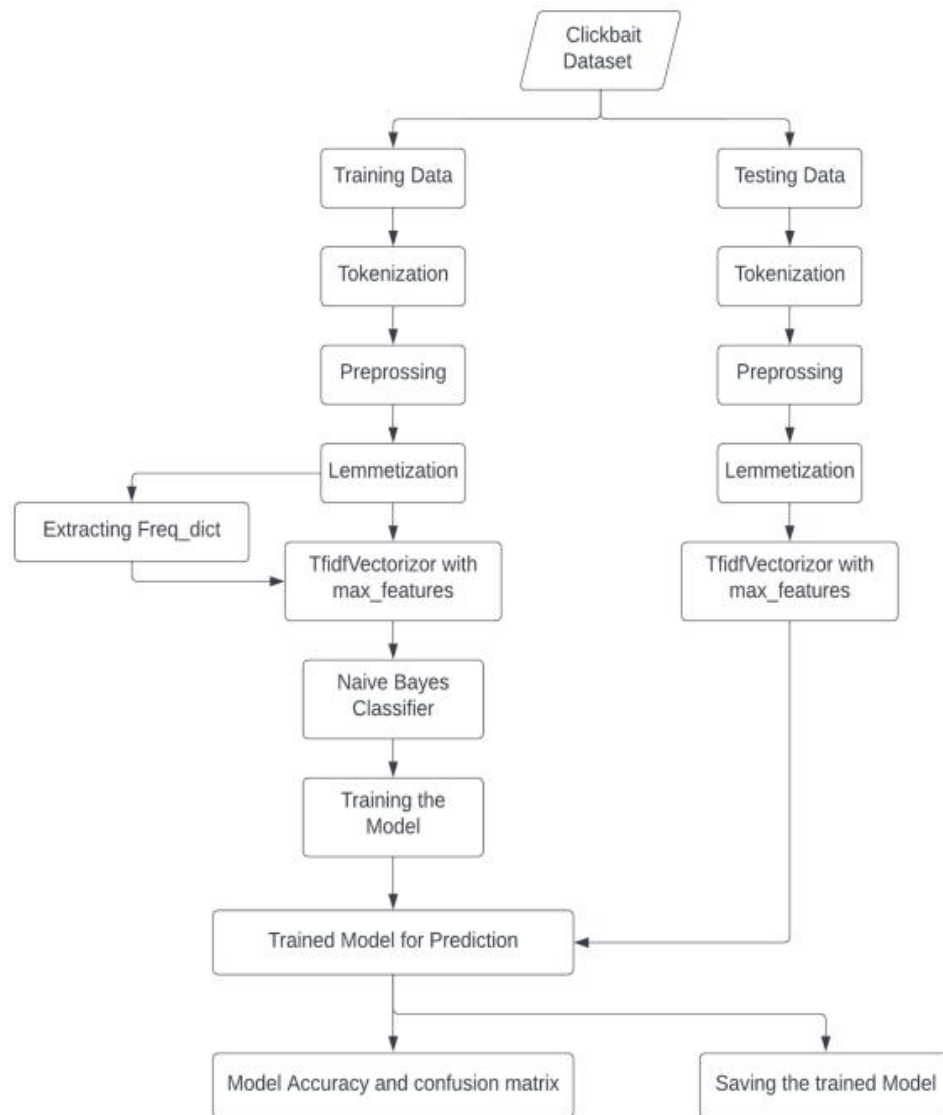 Clickbait
Dataset
Training Data
Testing Data
Tokenization
Tokenization
Preprossing
Preprossing
Lemmetization
Lemmetization
Extracting Freq_dict
TfidfVectorizor with
max_features
TfidfVectorizor with
max_features
Naive Bayes
Classifier
Training the
Model
Trained Model for Prediction
Model Accuracy and confusion matrix
Saving the trained Model